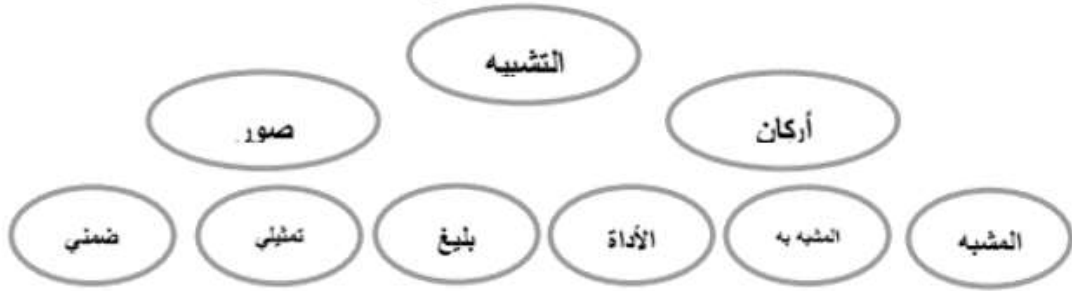 التشبيه
أركان صور
المشبه المشبه به الأداة بليغ تمثيلي ضمني